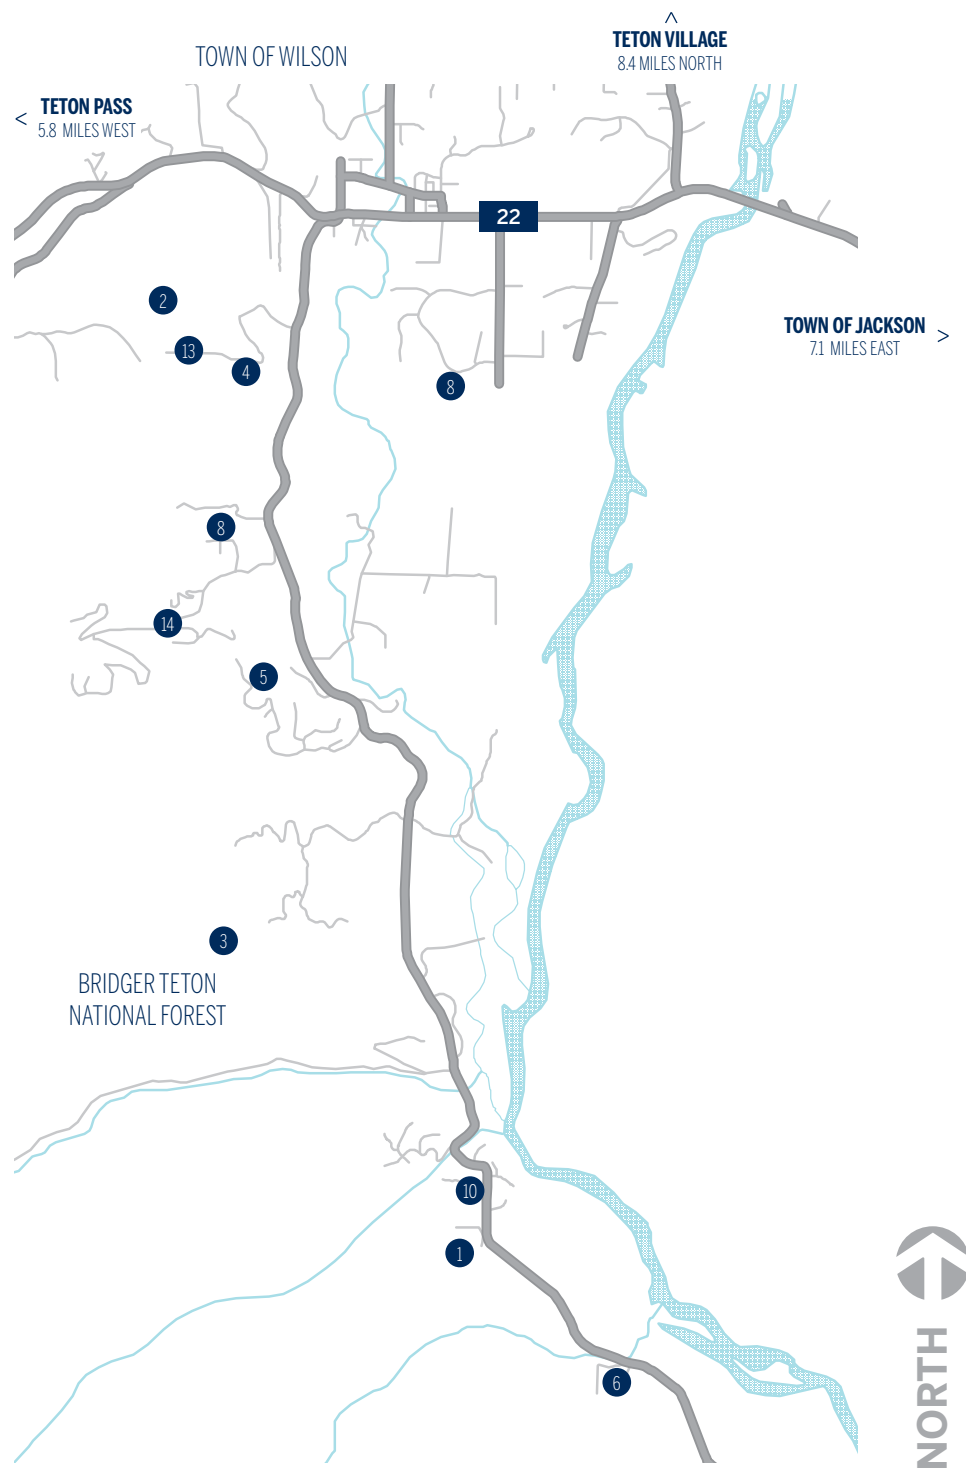 ^
TETON VILLAGE
8.4 MILES NORTH
TOWN OF WILSON
<
TETON PASS
5.8 MILES WEST
22
2
TOWN OF JACKSON
7.1 MILES EAST
>
13
4
8
8
14
5
3
BRIDGER TETON
NATIONAL FOREST
10
1
6
NORTH